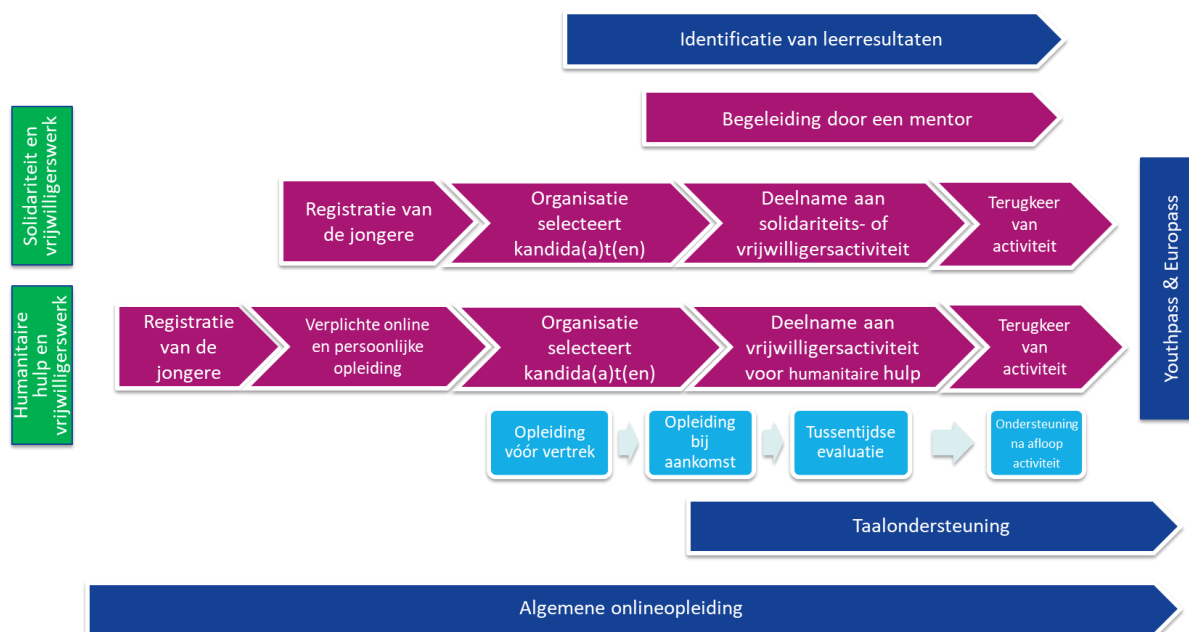 Identificatie van leerresultaten
Begeleiding door een mentor
Solidariteit en
vrijwilligerswerk
Registratie van
de jongere
Organisatie
selecteert
kandida(a)t(en)
Deelname aan
solidariteits- of
vrijwilligersactiviteit
Terugkeer
van
activiteit
Youthpass & Europass
Humanitaire
hulp en
vrijwilligerswerk
Registratie
van de
jongere
Verplichte online
en persoonlijke
opleiding
Organisatie
selecteert
kandida(a)t(en)
Deelname aan
vrijwilligersactiviteit
voor humanitaire hulp
Terugkeer
van
activiteit
Opleiding
vóór vertrek
Opleiding
bij
aankomst
Tussentijdse
evaluatie
Ondersteuning
na afloop
activiteit
Taalondersteuning
Algemene onlineopleiding